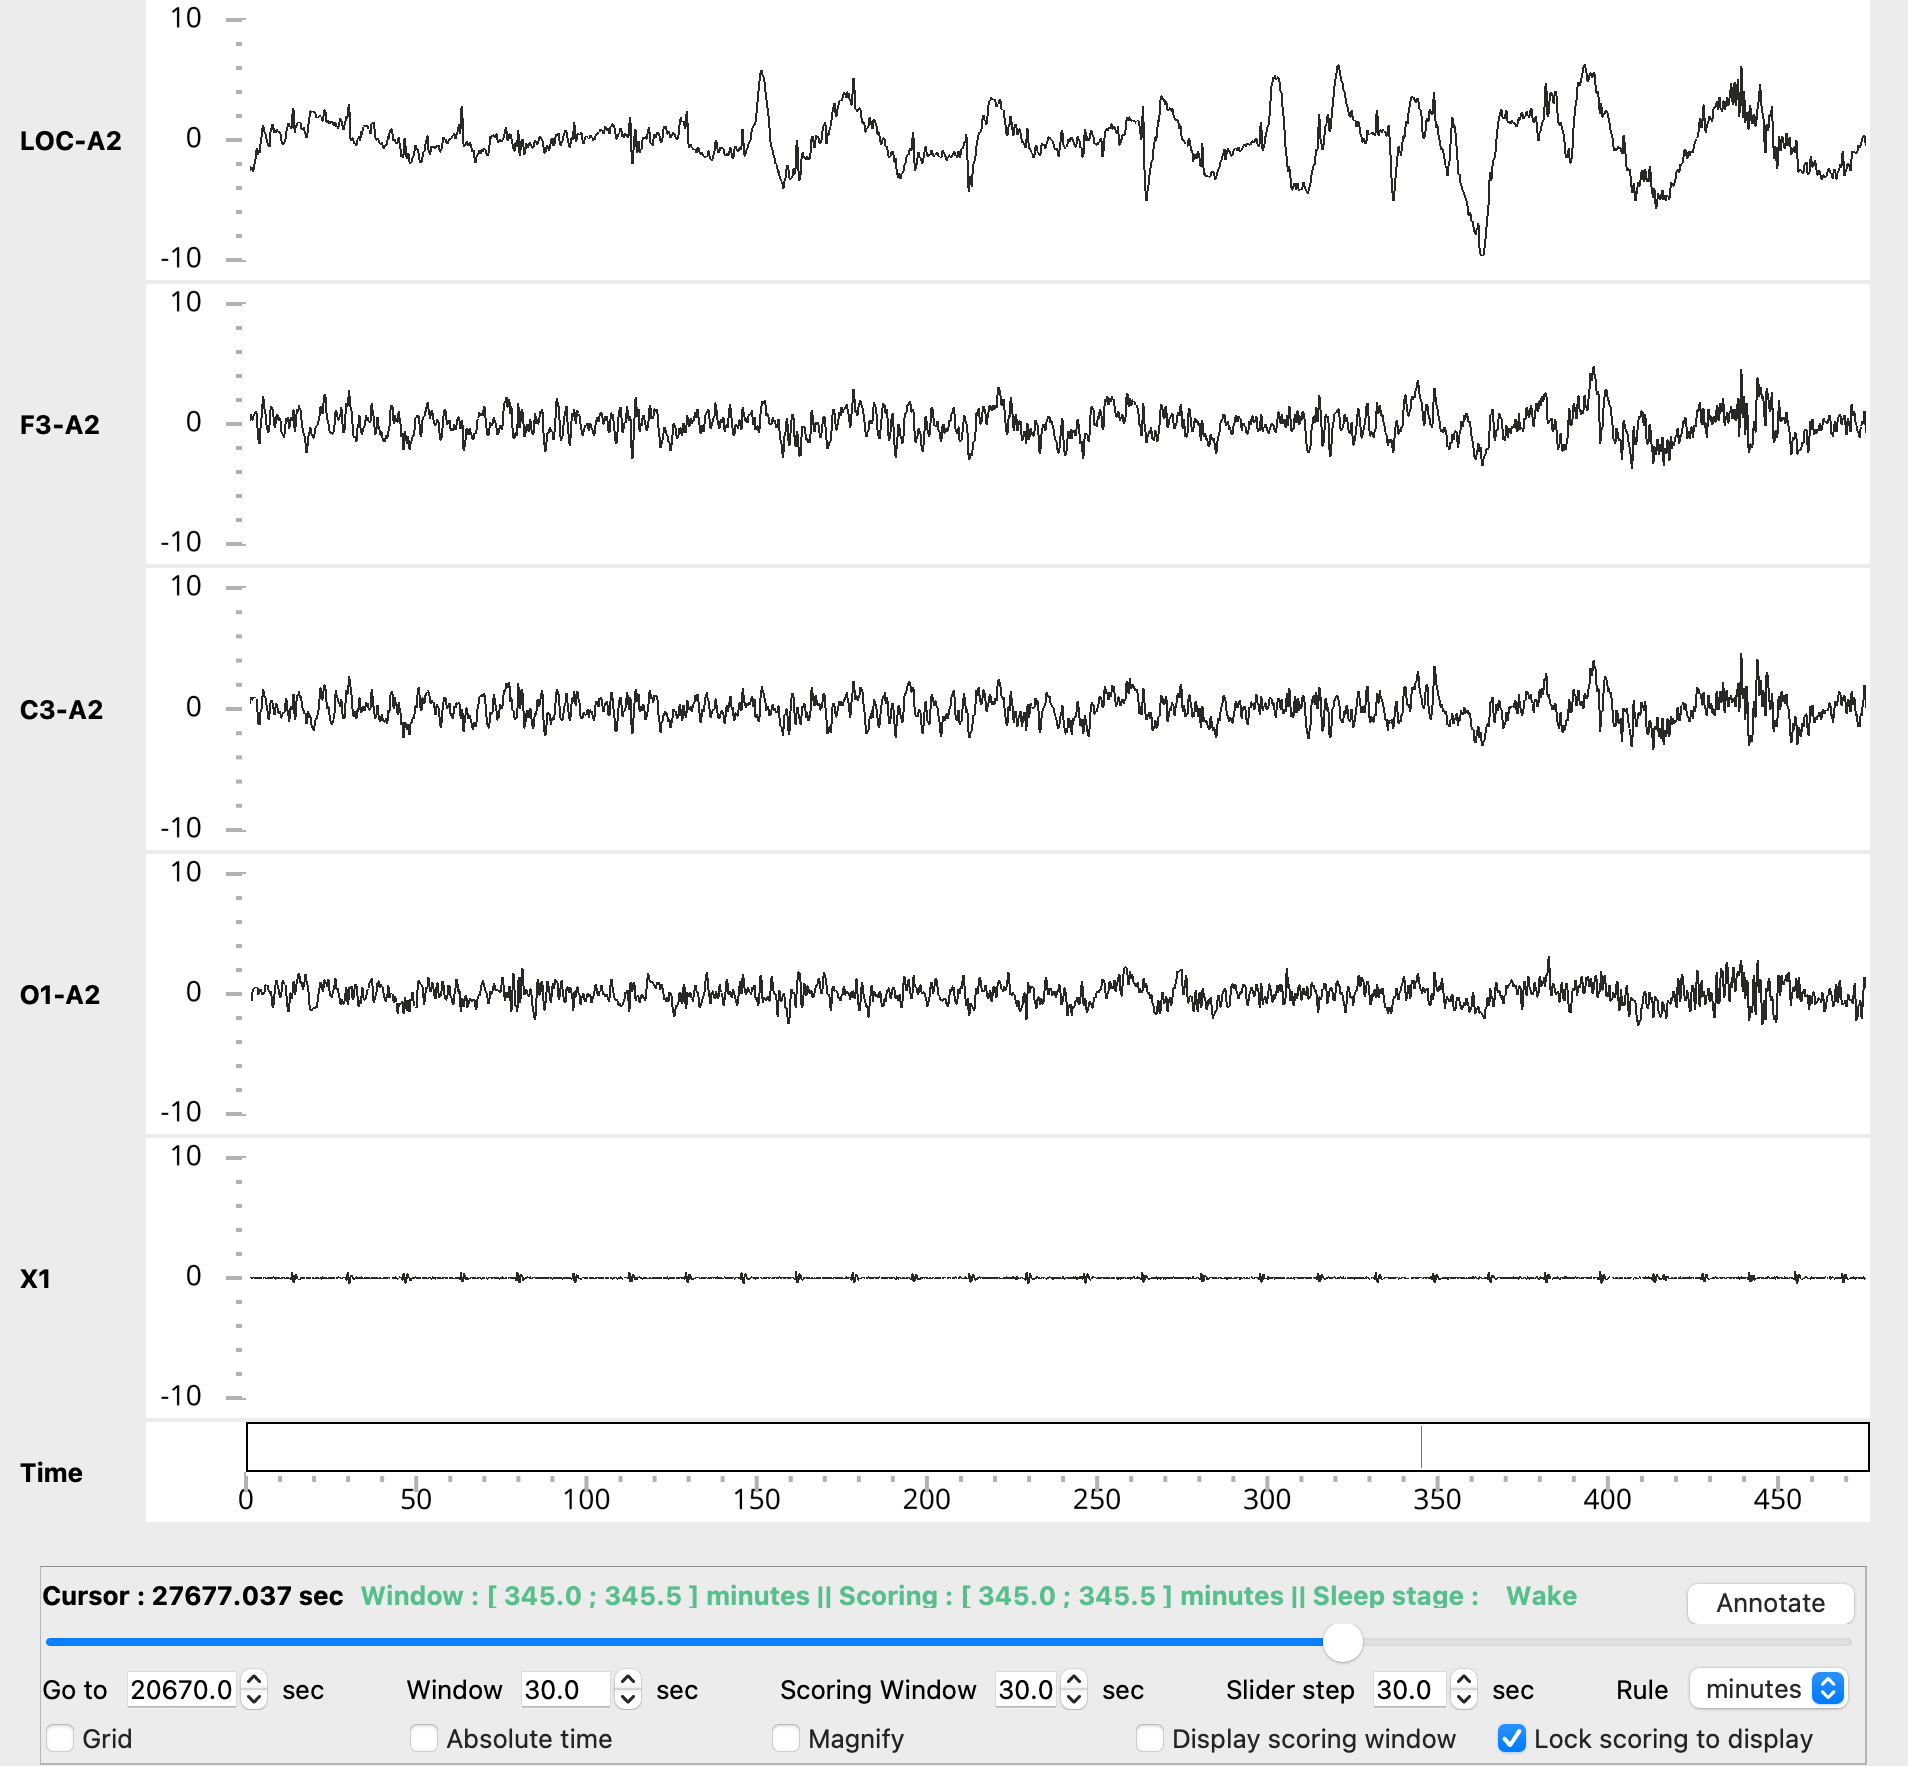 10
LOC-A2 0
-10
10
F3-A2 0
-10
10
C3-A2 0
-10
10
O1-A2 0
-10
10
X1 0
-10
Time
0 50 100 150 200 250 300 350 400 450
Cursor : 27677.037 sec Window : [ 345.0 ; 345.5 ] minutes || Scoring : [ 345.0 ; 345.5 ] minutes || Sleep stage : Wake Annotate
Go to 20670.0 sec Window 30.0 sec Scoring Window 30.0 sec Slider step 30.0 sec Rule minutes
Grid Absolute time Magnify Display scoring window Lock scoring to display